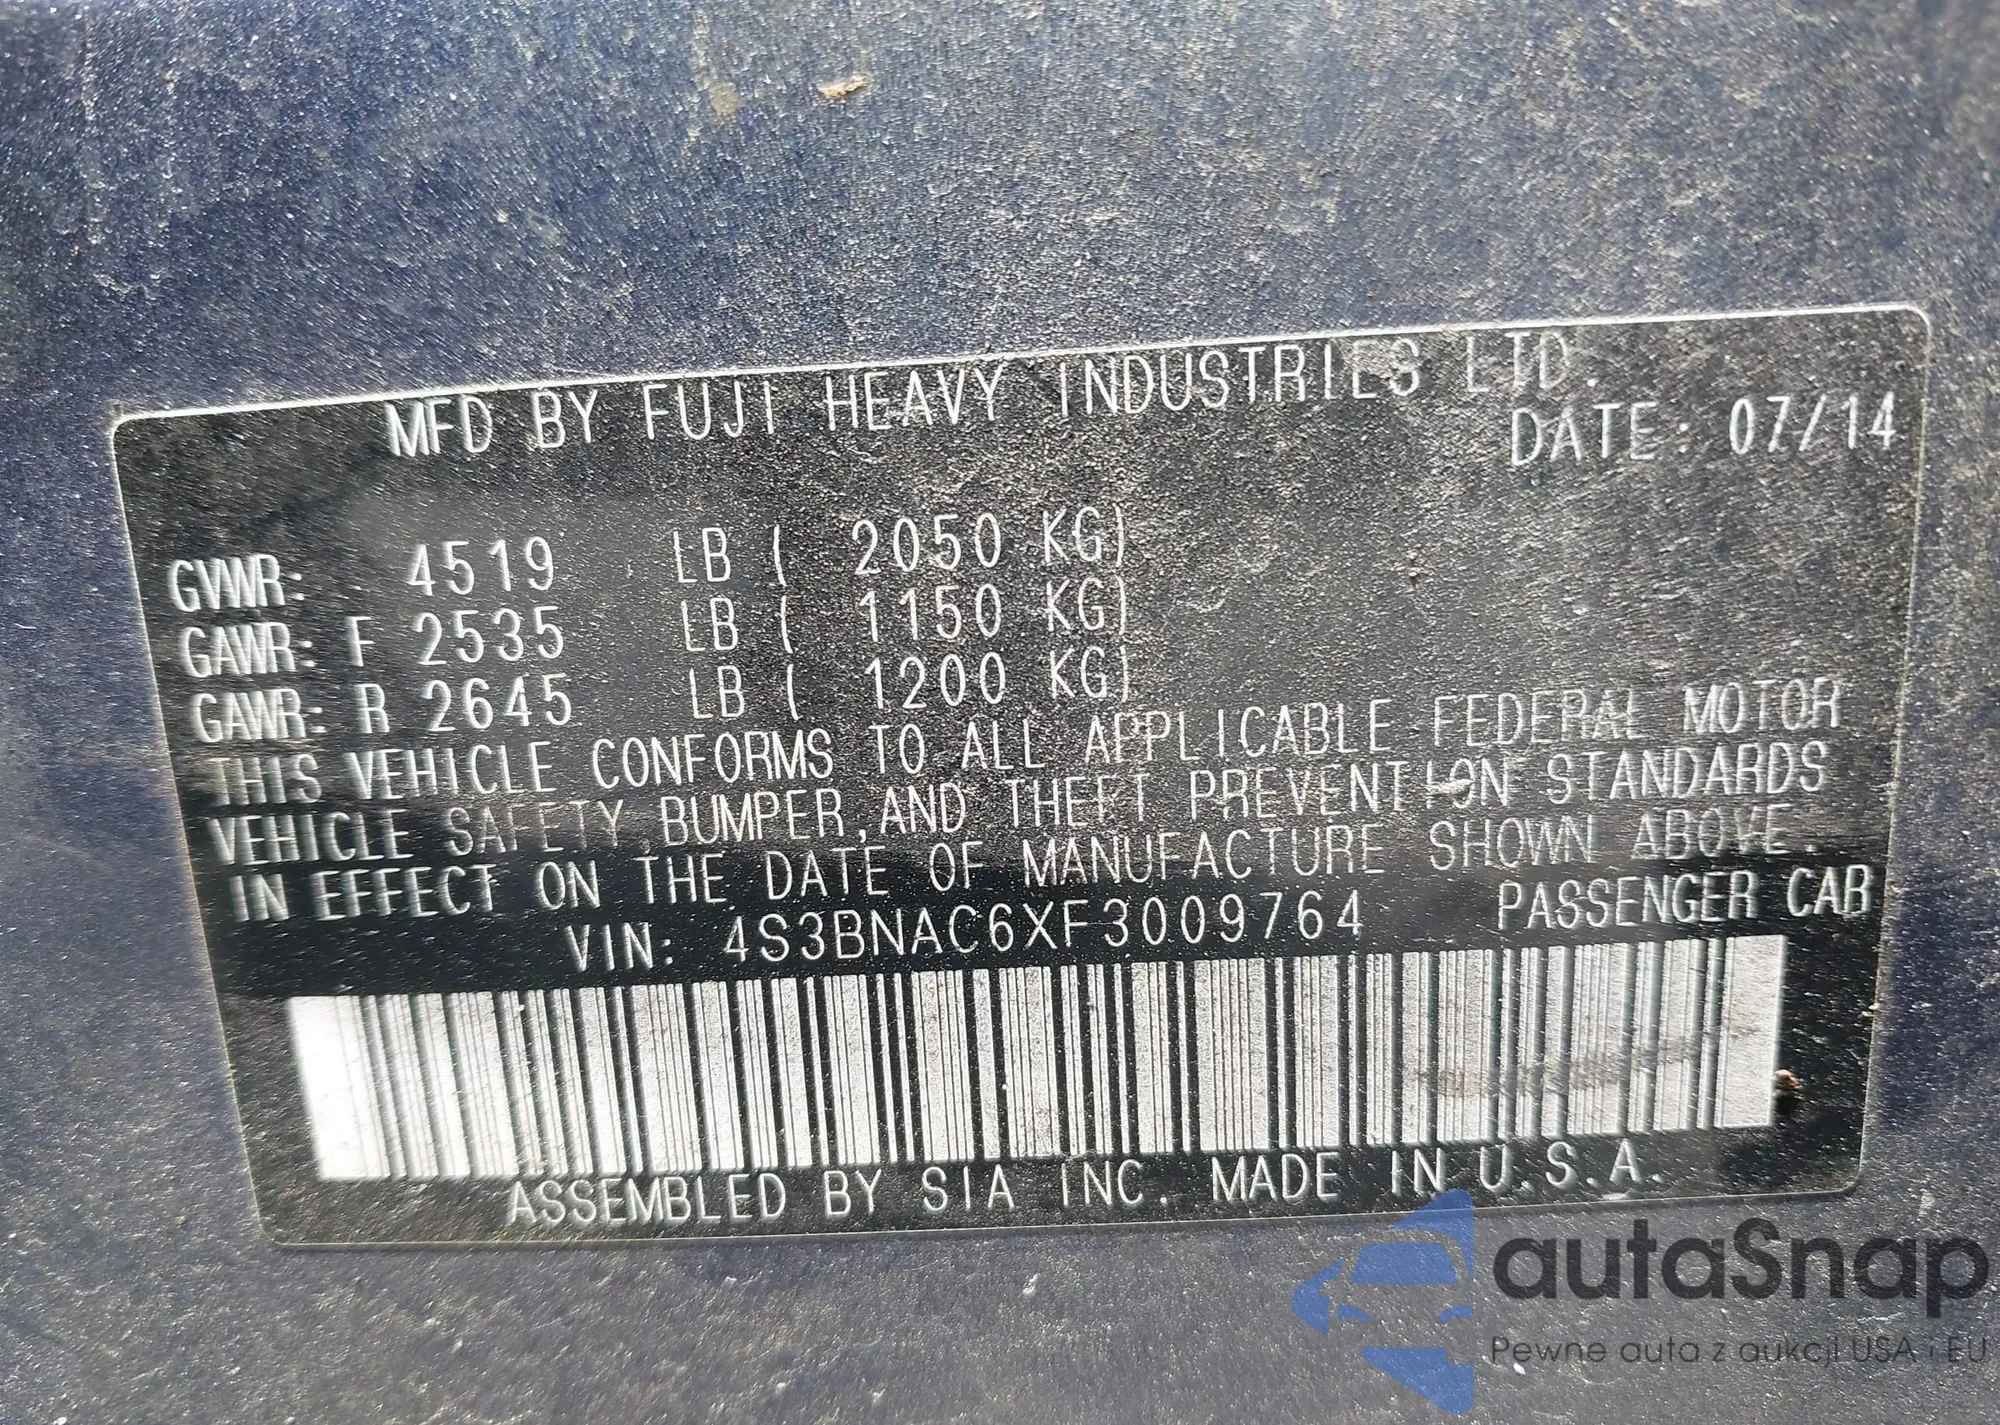 MFD BY FUJI HEAVY INDUSTRIES LTD.
DATE: 07/14
GVWR: 4519 LB ( 2050 KG)
GAWR: F 2535 LB ( 1150 KG)
GAWR: R 2645 LB ( 1200 KG)
THIS VEHICLE CONFORMS TO ALL APPLICABLE FEDERAL MOTOR
VEHICLE SAFETY,BUMPER,AND THEFT PREVENTION STANDARDS
IN EFFECT ON THE DATE OF MANUFACTURE SHOWN ABOVE.
VIN: 4S3BNAC6XF3009764 PASSENGER CAR
ASSEMBLED BY SIA INC. MADE IN U.S.A.
autaSnap
Pewne auta z aukcji USA i EU